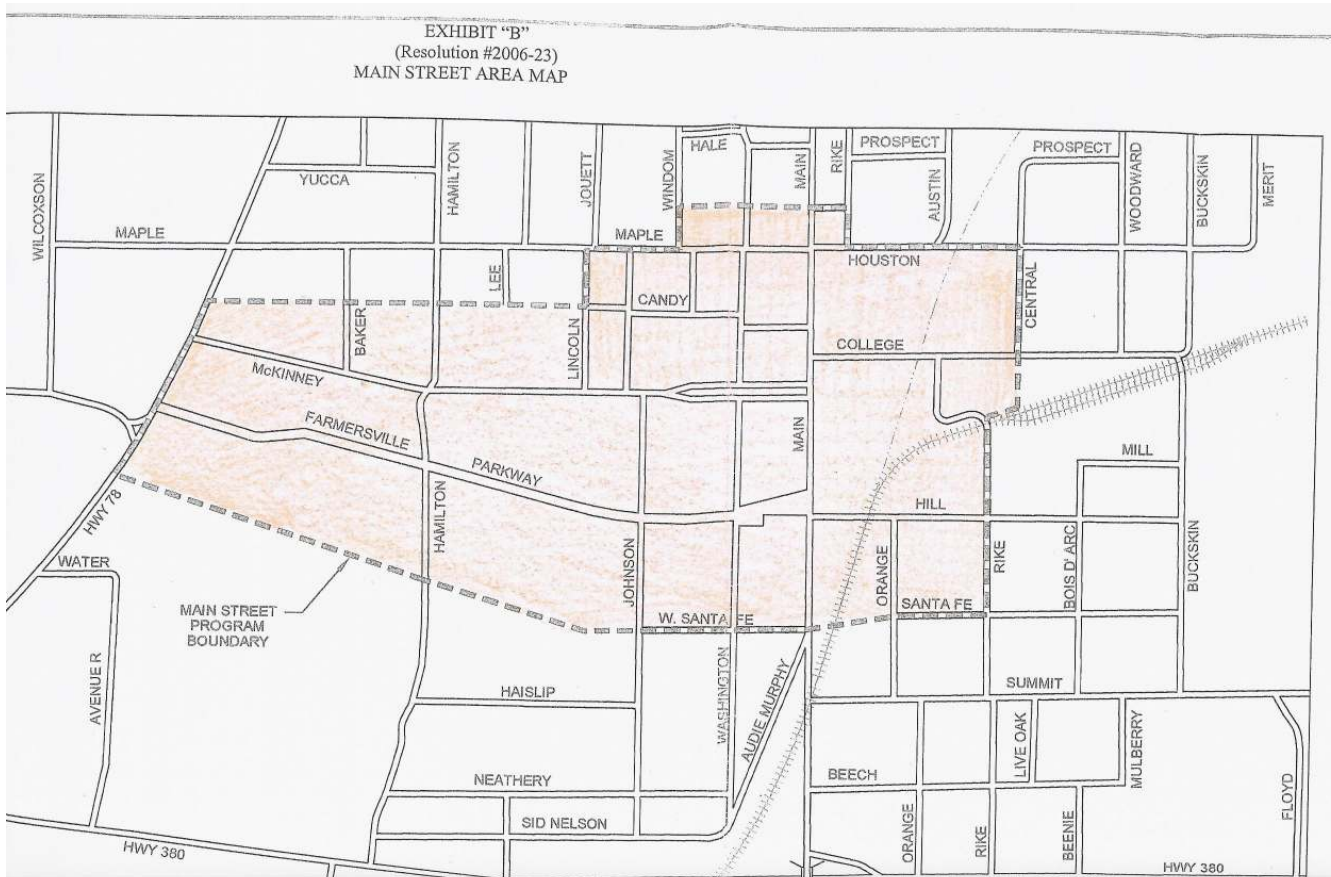 EXHIBIT "B"
(Resolution #2006-23)
MAIN STREET AREA MAP
HALE
PROSPECT
PROSPECT
RIKE
MAIN
WINDOM
JOUETT
HAMILTON
YUCCA
WILCOXSON
AUSTIN
WOODWARD
BUCKSKIN
MERIT
MAPLE
MAPLE
HOUSTON
LEE
CANDY
CENTRAL
BAKER
LINCOLN
COLLEGE
McKINNEY
FARMERSVILLE
PARKWAY
MAIN
MILL
HWY 78
HAMILTON
HILL
WATER
JOHNSON
ORANGE
RIKE
BOIS D' ARC
BUCKSKIN
MAIN STREET
PROGRAM
BOUNDARY
W. SANTA FE
SANTA FE
AVENUE R
HAISLIP
WASHINGTON
AUDIE MURPHY
SUMMIT
LIVE OAK
MULBERRY
NEATHERY
BEECH
SID NELSON
ORANGE
RIKE
BEENIE
FLOYD
HWY 380
HWY 380